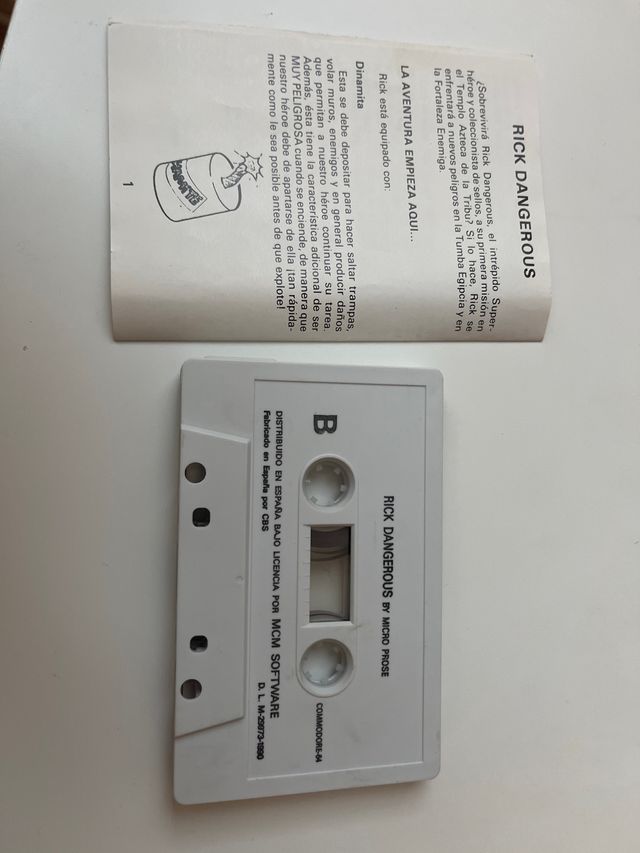 RICK DANGEROUS
¿Sobrevivirá Rick Dangerous, el intrépido Super-
héroe y coleccionista de sellos, a su primera misión en
el Templo Azteca de la Tribu? Si lo hace, Rick se
enfrentará a nuevos peligros en la Tumba Egipcia y en
la Fortaleza Enemiga.
LA AVENTURA EMPIEZA AQUI...
Rick está equipado con:
Dinamita
Esta se debe depositar para hacer saltar trampas,
volar muros, enemigos y en general producir daños
que permitan a nuestro héroe continuar su tarea.
Además, ésta tiene la característica adicional de ser
MUY PELIGROSA cuando se enciende, de manera que
nuestro héroe debe de apartarse de ella ¡tan rápida-
mente como le sea posible antes de que explote!
1
RICK DANGEROUS BY MICRO PROSE
B
COMMODORE-64
DISTRIBUIDO EN ESPAÑA BAJO LICENCIA POR MCM SOFTWARE
Fabricado en España por CBS D. L. M-29973-1990